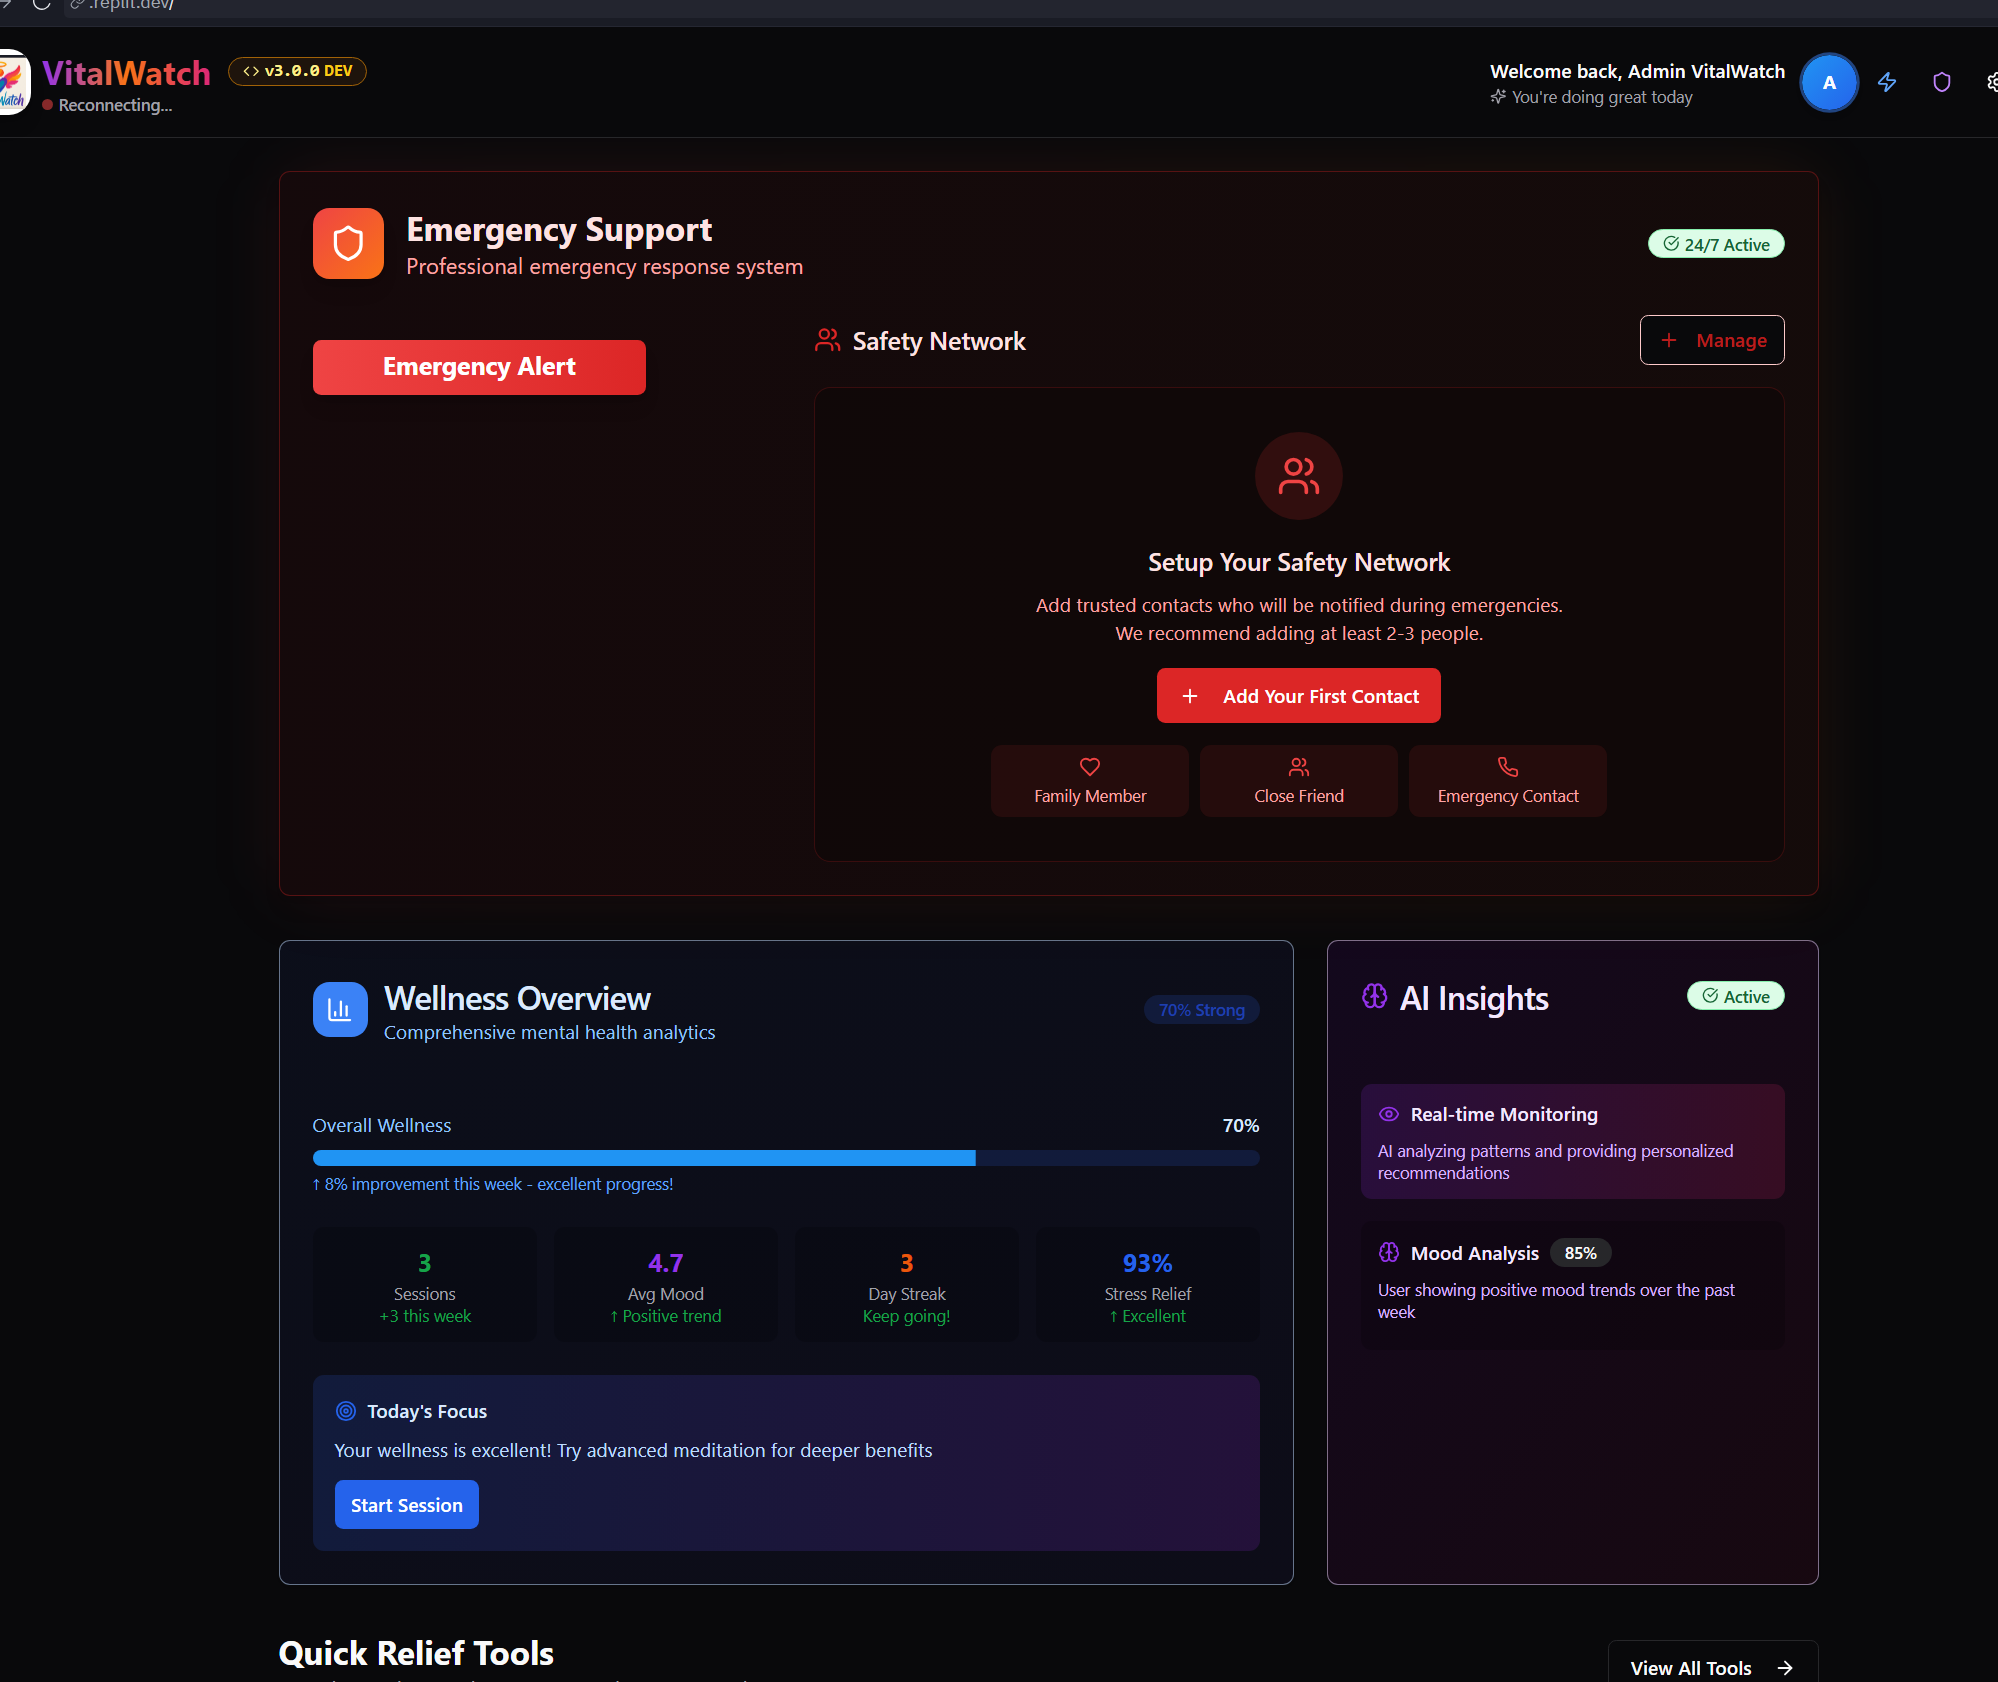 .replit.dev/
VitalWatch
<> v3.0.0 DEV
Reconnecting...
Watch
Welcome back, Admin VitalWatch
You're doing great today
A
Emergency Support
Professional emergency response system
24/7 Active
Emergency Alert
Safety Network
+ Manage
Setup Your Safety Network
Add trusted contacts who will be notified during emergencies.
We recommend adding at least 2-3 people.
+ Add Your First Contact
Family Member
Close Friend
Emergency Contact
Wellness Overview
Comprehensive mental health analytics
70% Strong
Overall Wellness
70%
↑ 8% improvement this week - excellent progress!
3
Sessions
+3 this week
4.7
Avg Mood
↑ Positive trend
3
Day Streak
Keep going!
93%
Stress Relief
↑ Excellent
Today's Focus
Your wellness is excellent! Try advanced meditation for deeper benefits
Start Session
AI Insights
Active
Real-time Monitoring
AI analyzing patterns and providing personalized
recommendations
Mood Analysis 85%
User showing positive mood trends over the past
week
Quick Relief Tools
View All Tools →